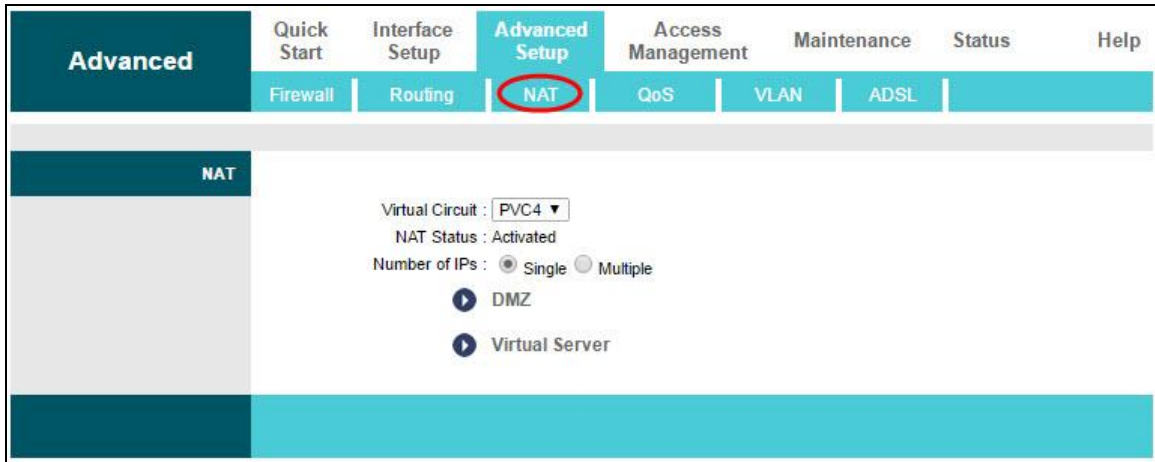 Advanced
Quick Start
Interface Setup
Advanced Setup
Access Management
Maintenance
Status
Help
Firewall
Routing
NAT
QoS
VLAN
ADSL
NAT
Virtual Circuit : PVC4
NAT Status : Activated
Number of IPs : Single Multiple
DMZ
Virtual Server